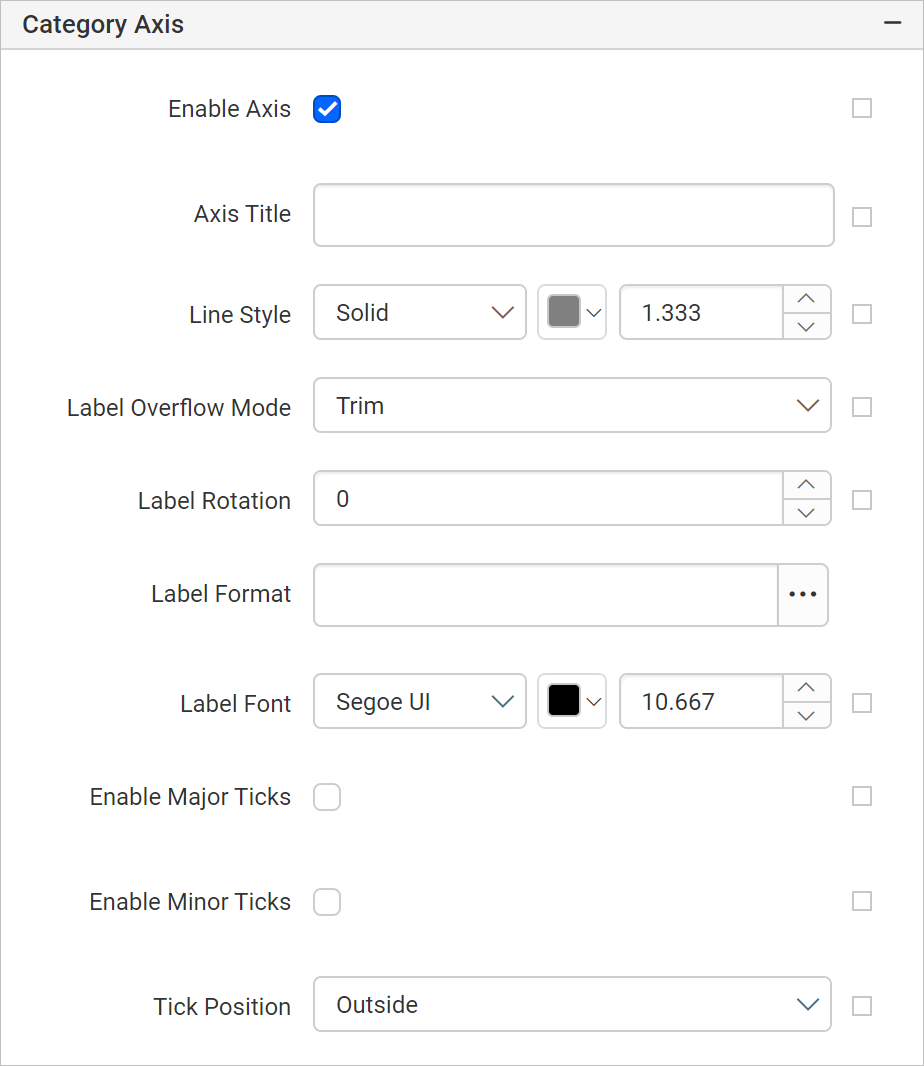 Category Axis
Enable Axis
Axis Title
Line Style Solid 1.333
Label Overflow Mode Trim
Label Rotation 0
Label Format
Label Font Segoe UI 10.667
Enable Major Ticks
Enable Minor Ticks
Tick Position Outside